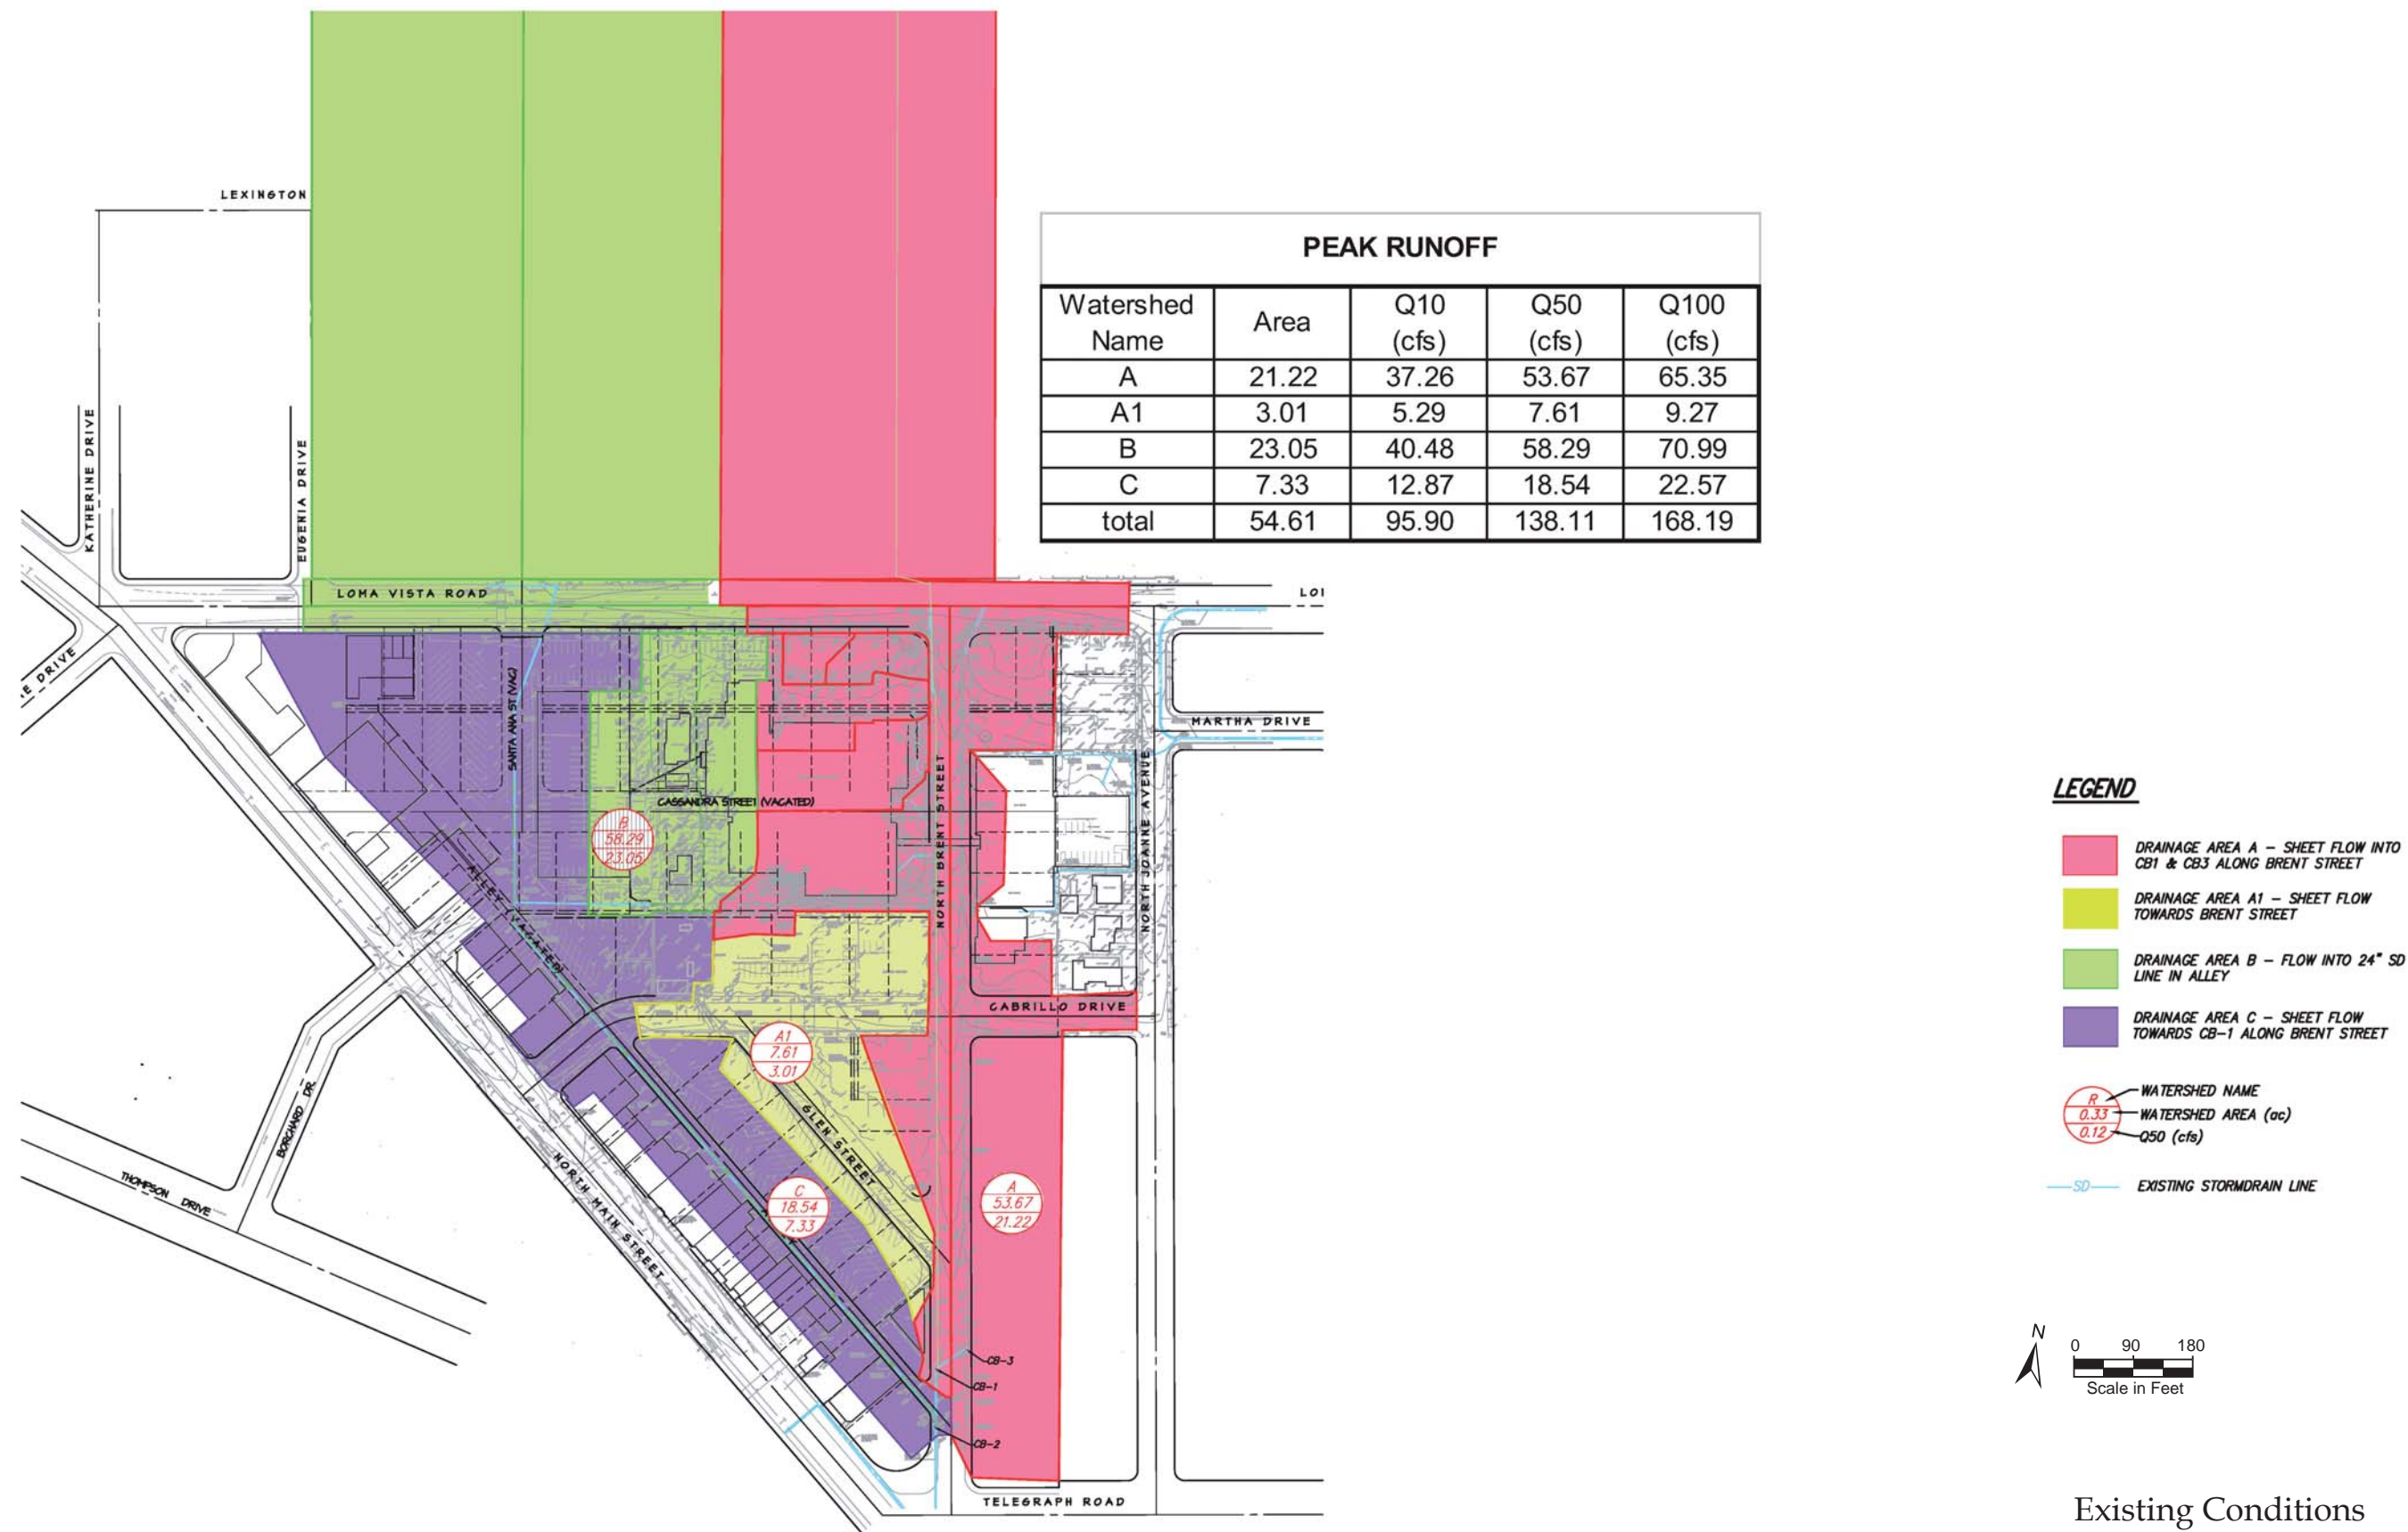 LEXINGTON
KATHERINE DRIVE
EUGENIA DRIVE
PEAK RUNOFF
Watershed Name Area Q10 (cfs) Q50 (cfs) Q100 (cfs)
A 21.22 37.26 53.67 65.35
A1 3.01 5.29 7.61 9.27
B 23.05 40.48 58.29 70.99
C 7.33 12.87 18.54 22.57
total 54.61 95.90 138.11 168.19
LOMA VISTA ROAD
LOI
E DRIVE
SANTA ANA ST (VAC)
MARTHA DRIVE
CASSANDRA STREET (VACATED)
NORTH BRENT STREET
NORTH JOANNE AVENUE
B
58.29
23.05
ALLEY (VACATED)
CABRILLO DRIVE
A1
7.61
3.01
GLEN STREET
BORCHARD DR.
THOMPSON DRIVE
NORTH MAIN STREET
C
18.54
7.33
A
53.67
21.22
CB-3
CB-1
CB-2
TELEGRAPH ROAD
LEGEND
DRAINAGE AREA A - SHEET FLOW INTO
CB1 & CB3 ALONG BRENT STREET
DRAINAGE AREA A1 - SHEET FLOW
TOWARDS BRENT STREET
DRAINAGE AREA B - FLOW INTO 24" SD
LINE IN ALLEY
DRAINAGE AREA C - SHEET FLOW
TOWARDS CB-1 ALONG BRENT STREET
R
0.33
0.12
WATERSHED NAME
WATERSHED AREA (ac)
Q50 (cfs)
SD EXISTING STORMDRAIN LINE
N
0 90 180
Scale in Feet
Existing Conditions